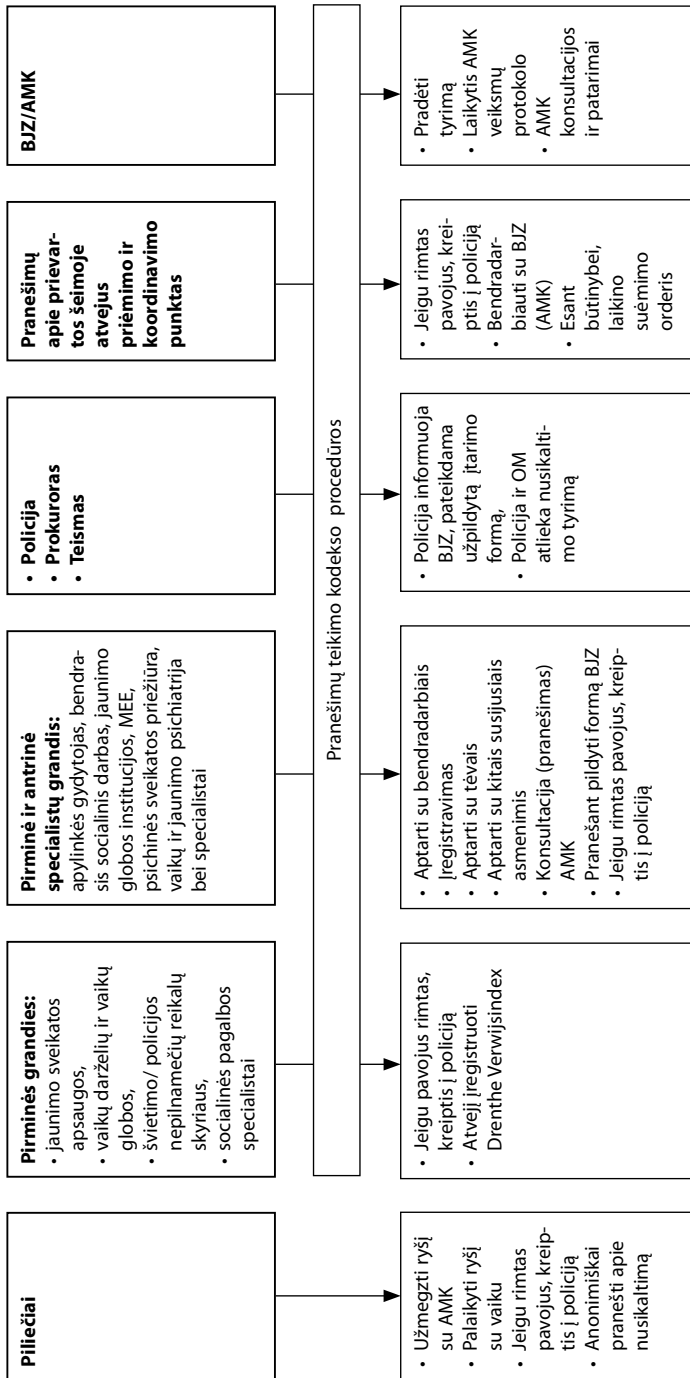 Piliečiai
Pirminės grandies:
• jaunimo sveikatos
apsaugos,
• vaikų darželių ir vaikų
globos,
• švietimo/ policijos
nepilnamečių reikalų
skyriaus,
• socialinės pagalbos
specialistai
Pirminė ir antrinė
specialistų grandis:
apylinkės gydytojas, bendra-
sis socialinis darbas, jaunimo
globos institucijos, MEE,
psichinės sveikatos priežiūra,
vaikų ir jaunimo psichiatrija
bei specialistai
• Policija
• Prokuroras
• Teismas
Pranešimų
apie prievar-
tos šeimoje
atvejus
priėmimo ir
koordinavimo
punktas
BJZ/AMK
Pranešimų teikimo kodekso procedūros
• Užmegzti ryšį
su AMK
• Palaikyti ryšį
su vaiku
• Jeigu rimtas
pavojus, kreip-
tis į policiją
• Anonimiškai
pranešti apie
nusikaltimą
• Jeigu pavojus rimtas,
kreiptis į policiją
• Atvejį įregistruoti
Drenthe Verwijsindex
• Aptarti su bendradarbiais
• Įregistravimas
• Aptarti su tėvais
• Aptarti su kitais susijusiais
asmenimis
• Konsultacija (pranešimas)
AMK
• Pranešant pildyti formą BJZ
• Jeigu rimtas pavojus, kreip-
tis į policiją
• Policija informuoja
BJZ, pateikdama
užpildytą įtarimo
formą,
• Policija ir OM
atlieka nusikalti-
mo tyrimą
• Jeigu rimtas
pavojus, krei-
ptis į policiją
• Bendradar-
biauti su BJZ
(AMK)
• Esant
būtinybei,
laikino
suėmimo
orderis
• Pradėti
tyrimą
• Laikytis AMK
veiksmų
protokolo
• AMK
konsultacijos
ir patarimai